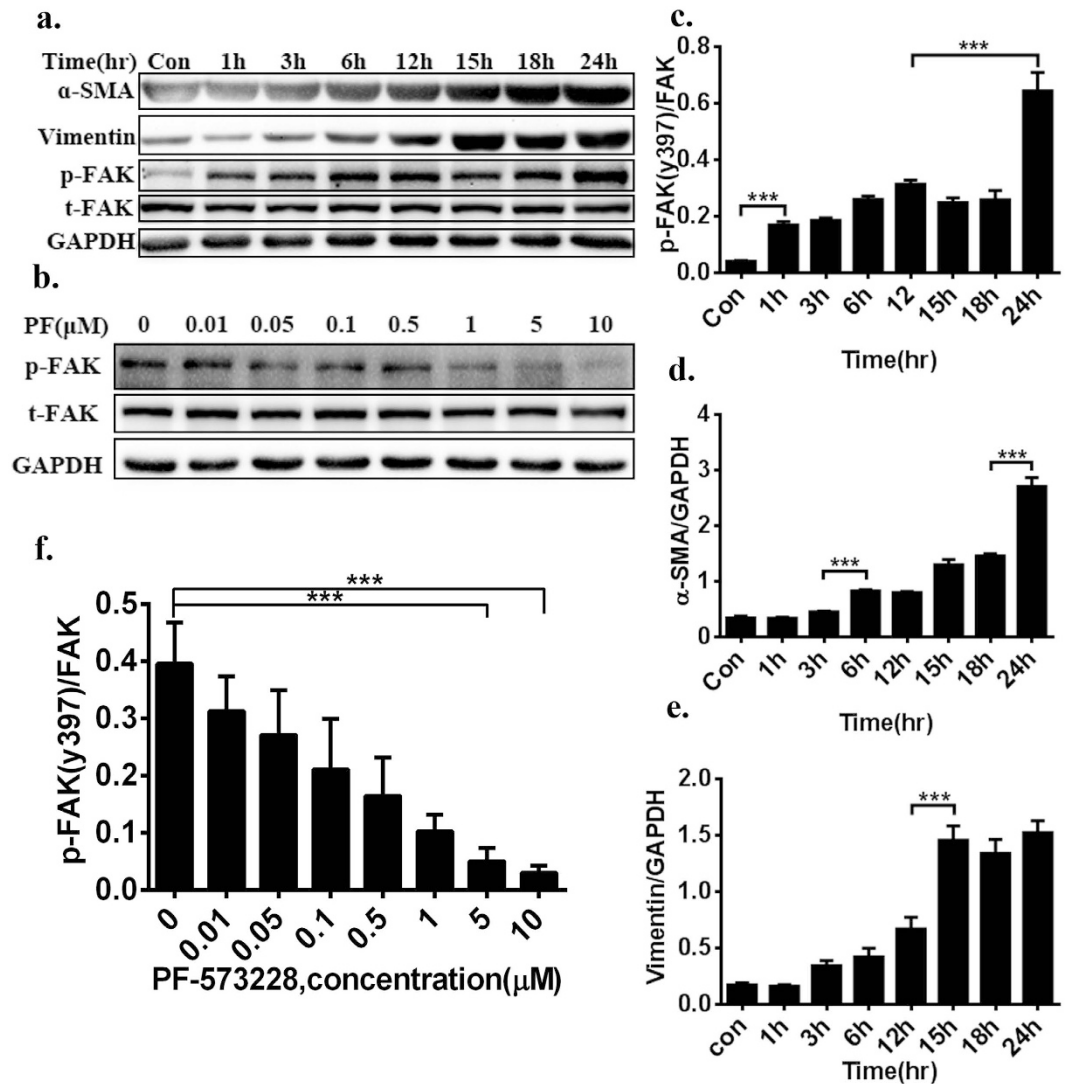 a.
Time(hr) Con 1h 3h 6h 12h 15h 18h 24h
α-SMA
Vimentin
p-FAK
t-FAK
GAPDH
b.
PF(μM) 0 0.01 0.05 0.1 0.5 1 5 10
p-FAK
t-FAK
GAPDH
c.
p-FAK(y397)/FAK
0.8
0.6
0.4
0.2
0.0
***
***
Con 1h 3h 6h 12 15h 18h 24h
Time(hr)
d.
α-SMA/GAPDH
4
3
2
1
0
***
***
Con 1h 3h 6h 12h 15h 18h 24h
Time(hr)
e.
Vimentin/GAPDH
2.0
1.5
1.0
0.5
0.0
***
con 1h 3h 6h 12h 15h 18h 24h
Time(hr)
f.
p-FAK(y397)/FAK
0.5
0.4
0.3
0.2
0.1
0.0
***
***
0 0.01 0.05 0.1 0.5 1 5 10
PF-573228,concentration(μM)